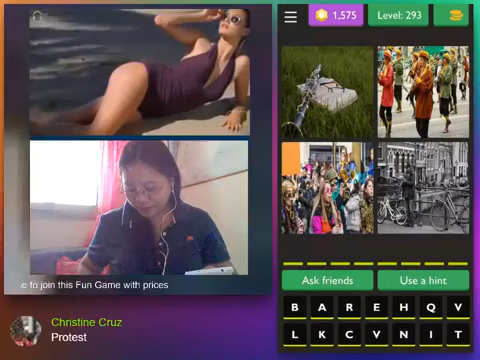 1,575
Level: 293
Ask friends
Use a hint
B A R E H Q V
L K C V N I T
to join this Fun Game with prices
Christine Cruz
Protest